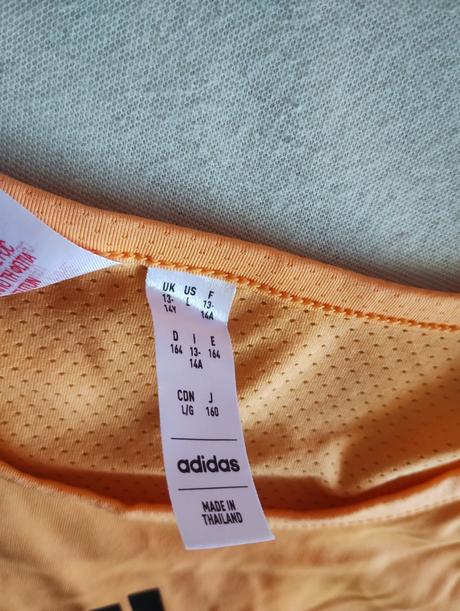 UK US F
13- L 13-
14Y 14A
D I E
164 13- 164
14A
CDN J
L/G 160
adidas
MADE IN
THAILAND